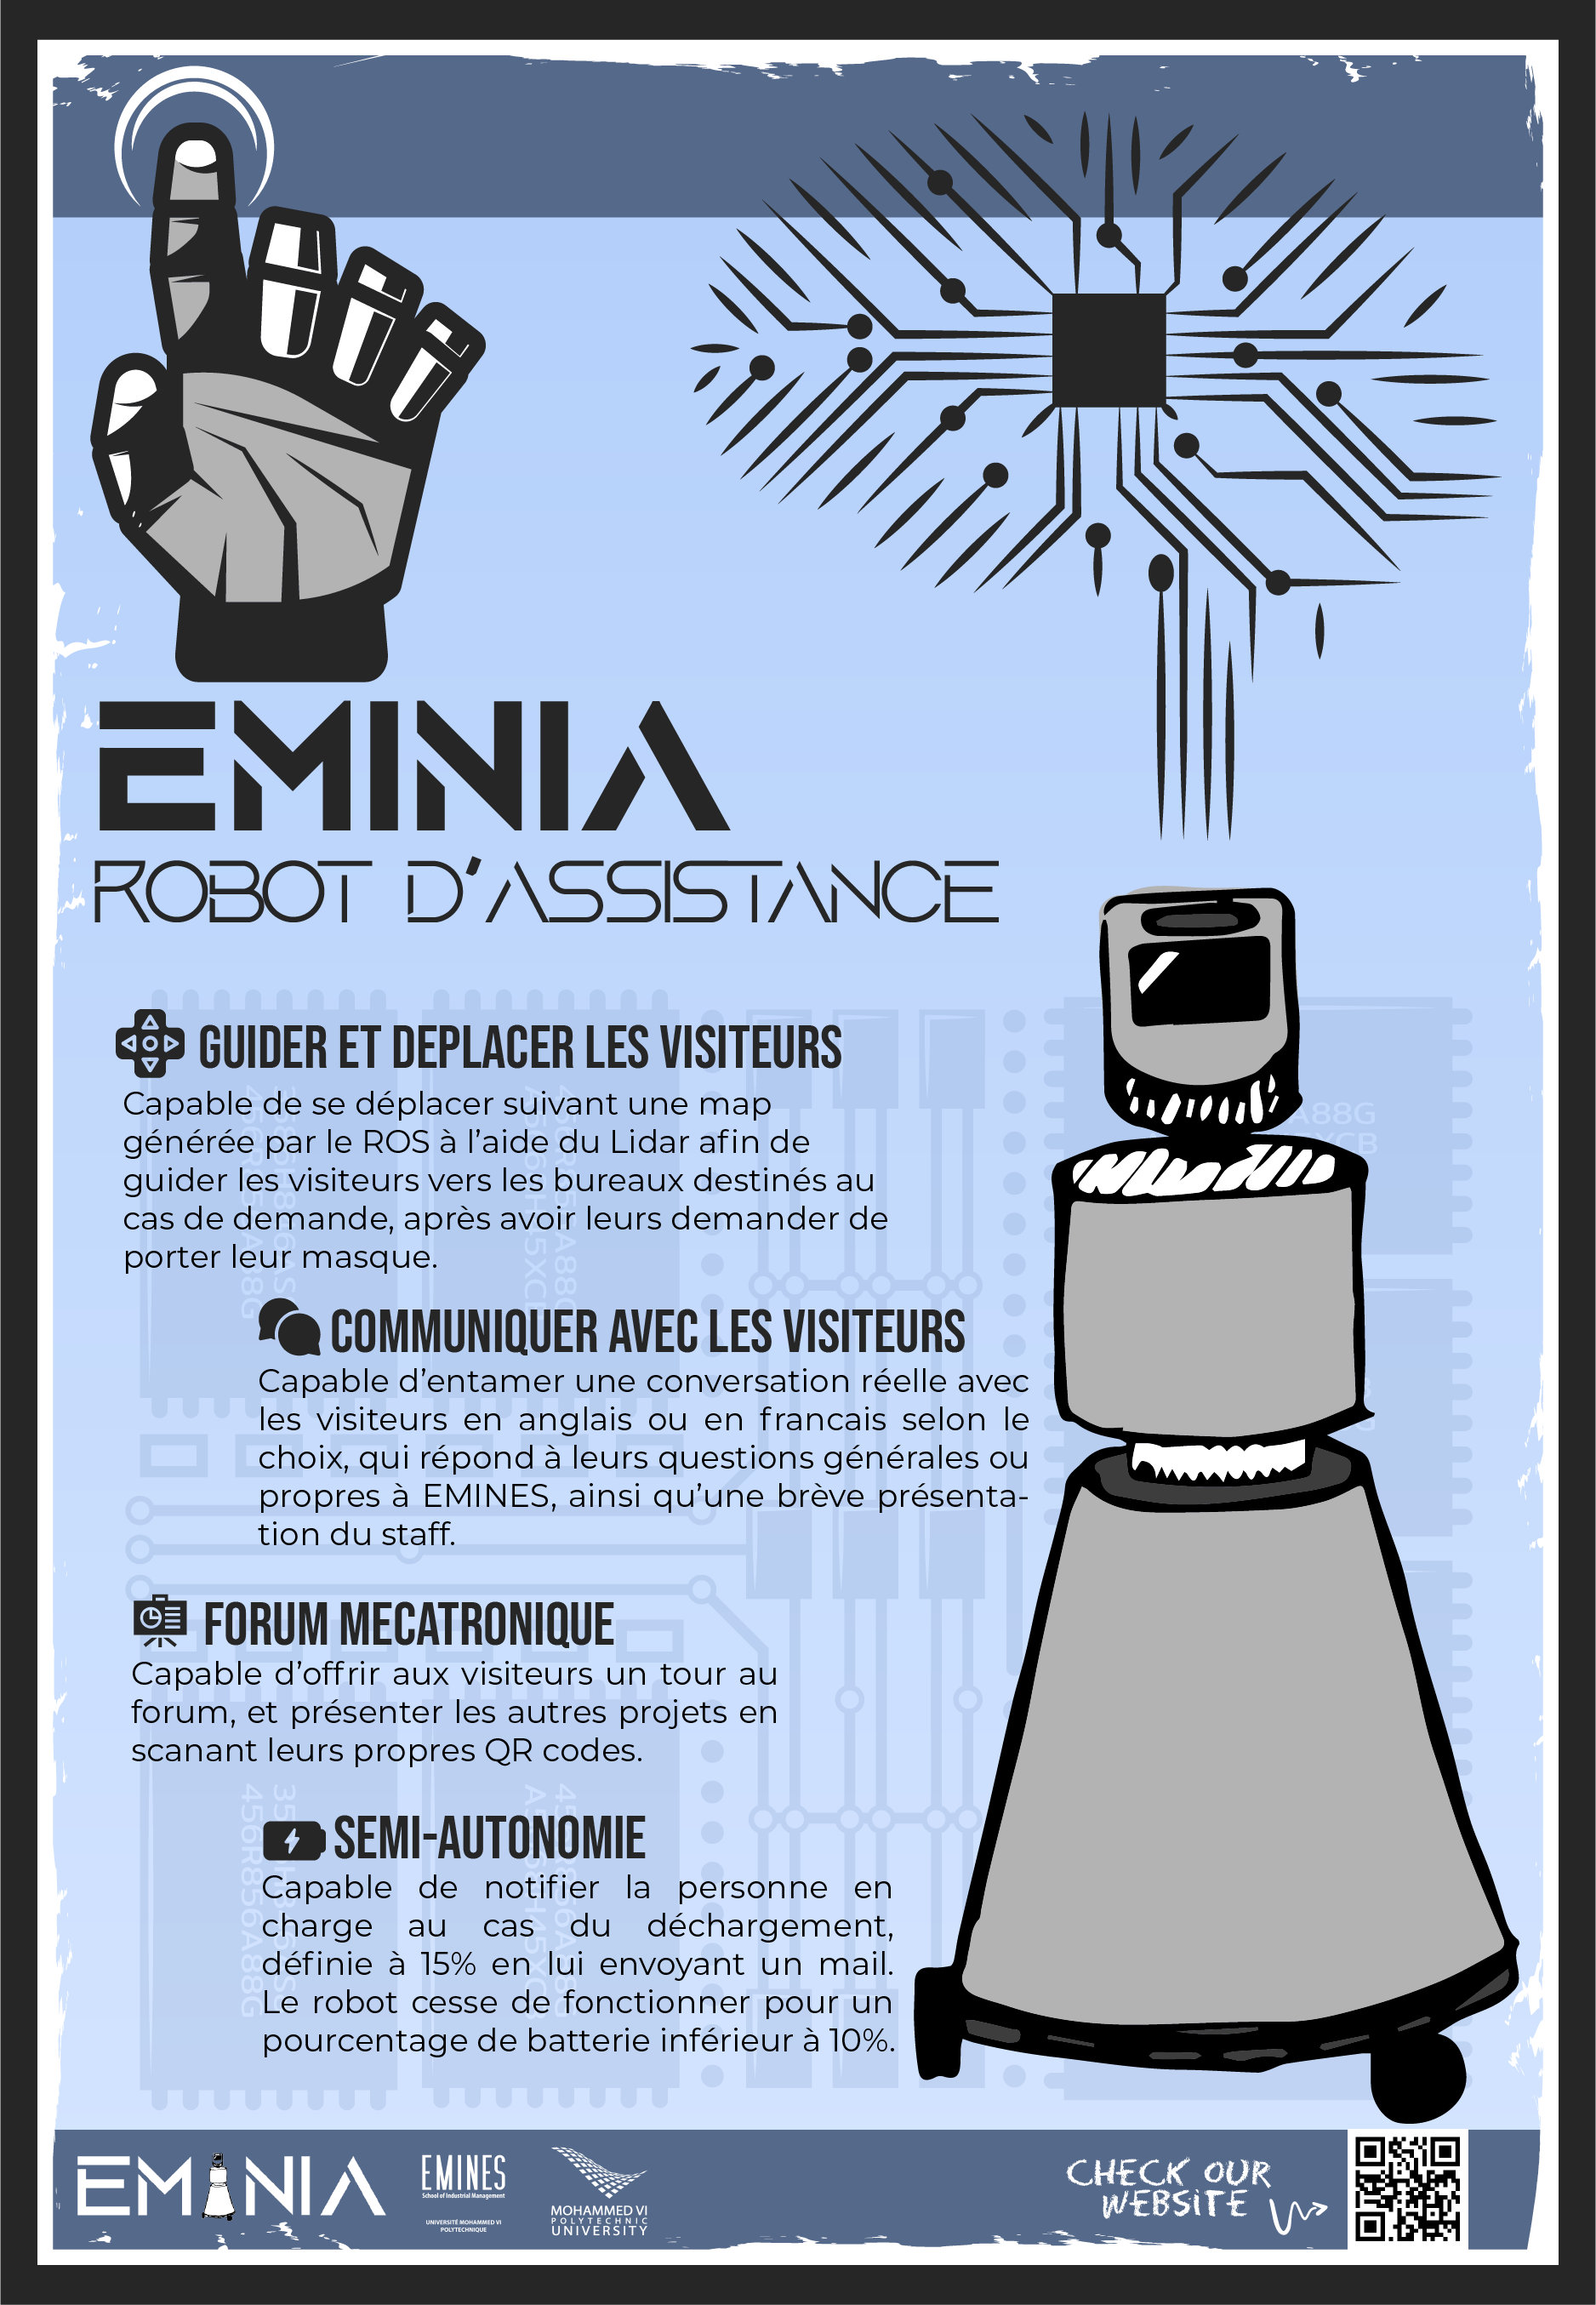 EMINIA
ROBOT D'ASSISTANCE
GUIDER ET DEPLACER LES VISITEURS
Capable de se déplacer suivant une map
générée par le ROS à l'aide du Lidar afin de
guider les visiteurs vers les bureaux destinés au
cas de demande, après avoir leurs demander de
porter leur masque.
COMMUNIQUER AVEC LES VISITEURS
Capable d'entamer une conversation réelle avec
les visiteurs en anglais ou en francais selon le
choix, qui répond à leurs questions générales ou
propres à EMINES, ainsi qu'une brève présenta-
tion du staff.
FORUM MECATRONIQUE
Capable d'offrir aux visiteurs un tour au
forum, et présenter les autres projets en
scanant leurs propres QR codes.
SEMI-AUTONOMIE
Capable de notifier la personne en
charge au cas du déchargement,
définie à 15% en lui envoyant un mail.
Le robot cesse de fonctionner pour un
pourcentage de batterie inférieur à 10%.
EMINIA
EMINES
School of Industrial Management
UNIVERSITÉ MOHAMMED VI
POLYTECHNIQUE
MOHAMMED VI
POLYTECHNIC
UNIVERSITY
CHECK OUR
WEBSITE